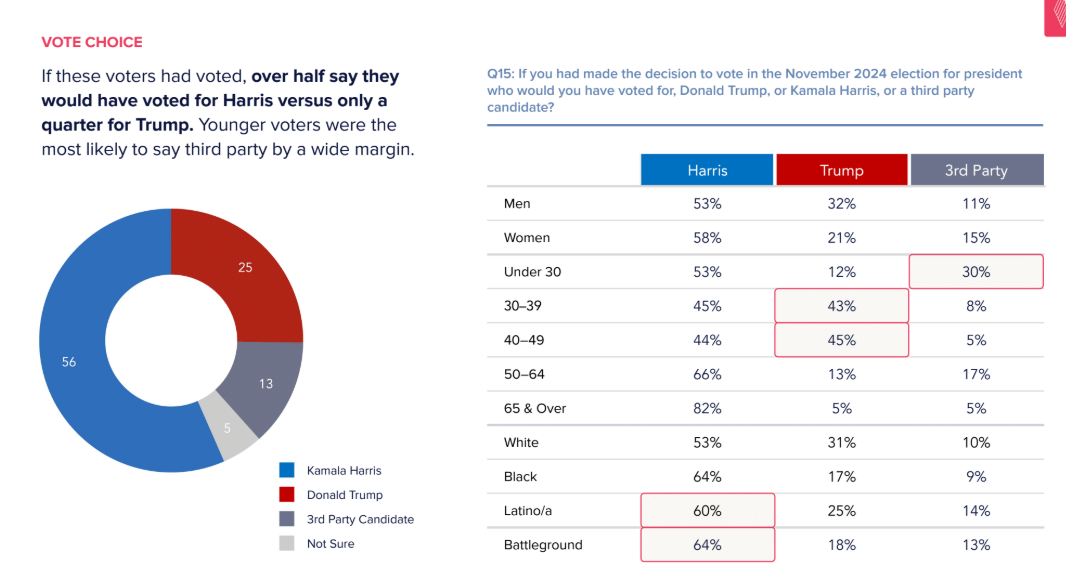 VOTE CHOICE
If these voters had voted, over half say they
would have voted for Harris versus only a
quarter for Trump. Younger voters were the
most likely to say third party by a wide margin.
25
13
5
56
Kamala Harris
Donald Trump
3rd Party Candidate
Not Sure
Q15: If you had made the decision to vote in the November 2024 election for president
who would you have voted for, Donald Trump, or Kamala Harris, or a third party
candidate?
Harris Trump 3rd Party
Men 53% 32% 11%
Women 58% 21% 15%
Under 30 53% 12% 30%
30–39 45% 43% 8%
40–49 44% 45% 5%
50–64 66% 13% 17%
65 & Over 82% 5% 5%
White 53% 31% 10%
Black 64% 17% 9%
Latino/a 60% 25% 14%
Battleground 64% 18% 13%